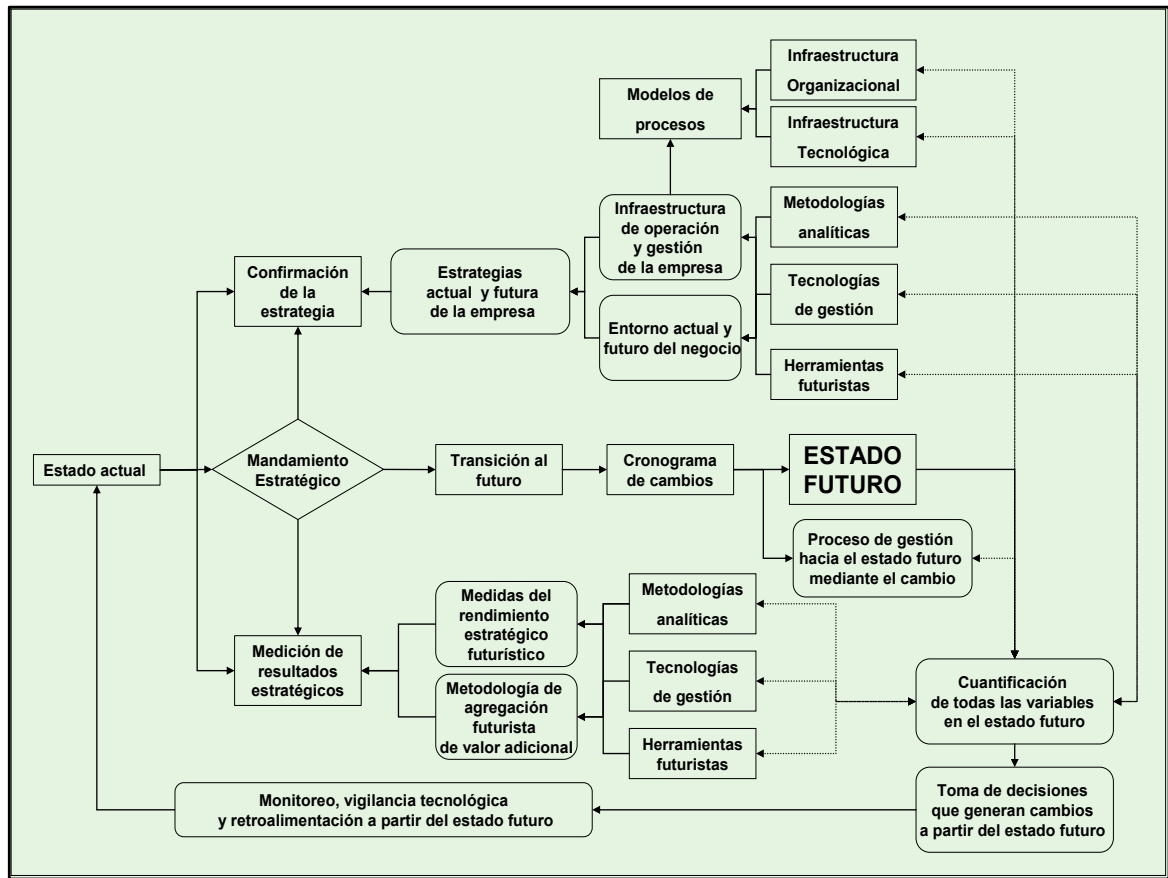 Infraestructura
Organizacional
Modelos de
procesos
Infraestructura
Tecnológica
Metodologías
analíticas
Infraestructura
de operación
y gestión
de la empresa
Confirmación
de la
estrategia
Estrategias
actual y futura
de la empresa
Tecnologías
de gestión
Entorno actual y
futuro del negocio
Herramientas
futuristas
Estado actual
Mandamiento
Estratégico
Transición al
futuro
Cronograma
de cambios
ESTADO
FUTURO
Proceso de gestión
hacia el estado futuro
mediante el cambio
Medidas del
rendimiento
estratégico
futurístico
Metodologías
analíticas
Medición de
resultados
estratégicos
Tecnologías
de gestión
Metodología de
agregación
futurista
de valor adicional
Herramientas
futuristas
Cuantificación
de todas las variables
en el estado futuro
Monitoreo, vigilancia tecnológica
y retroalimentación a partir del estado futuro
Toma de decisiones
que generan cambios
a partir del estado futuro